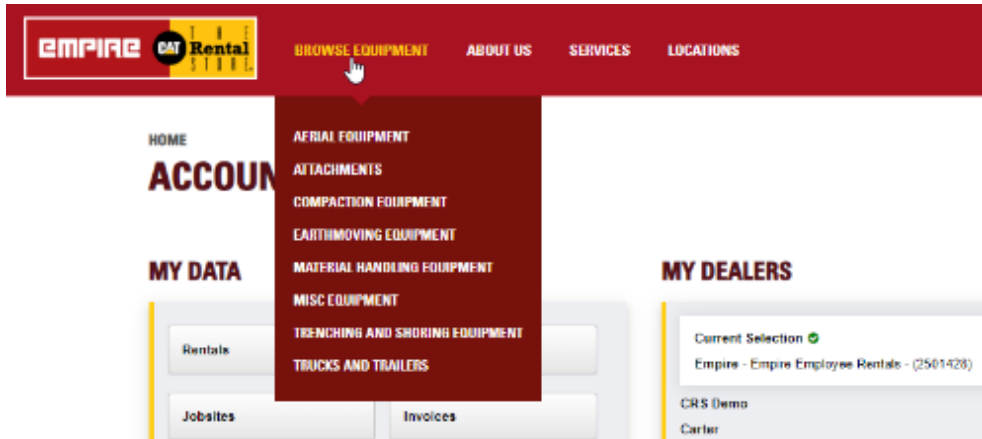 EMPIRE CAT THE Rental STORE
BROWSE EQUIPMENT ABOUT US SERVICES LOCATIONS
AERIAL EQUIPMENT
ATTACHMENTS
COMPACTION EQUIPMENT
EARTHMOVING EQUIPMENT
MATERIAL HANDLING EQUIPMENT
MISC EQUIPMENT
TRENCHING AND SHORING EQUIPMENT
TRUCKS AND TRAILERS
HOME
ACCOUN
MY DATA
Rentals
Jobsites
Invoices
MY DEALERS
Current Selection
Empire - Empire Employee Rentals - (2501428)
CRS Demo
Carter